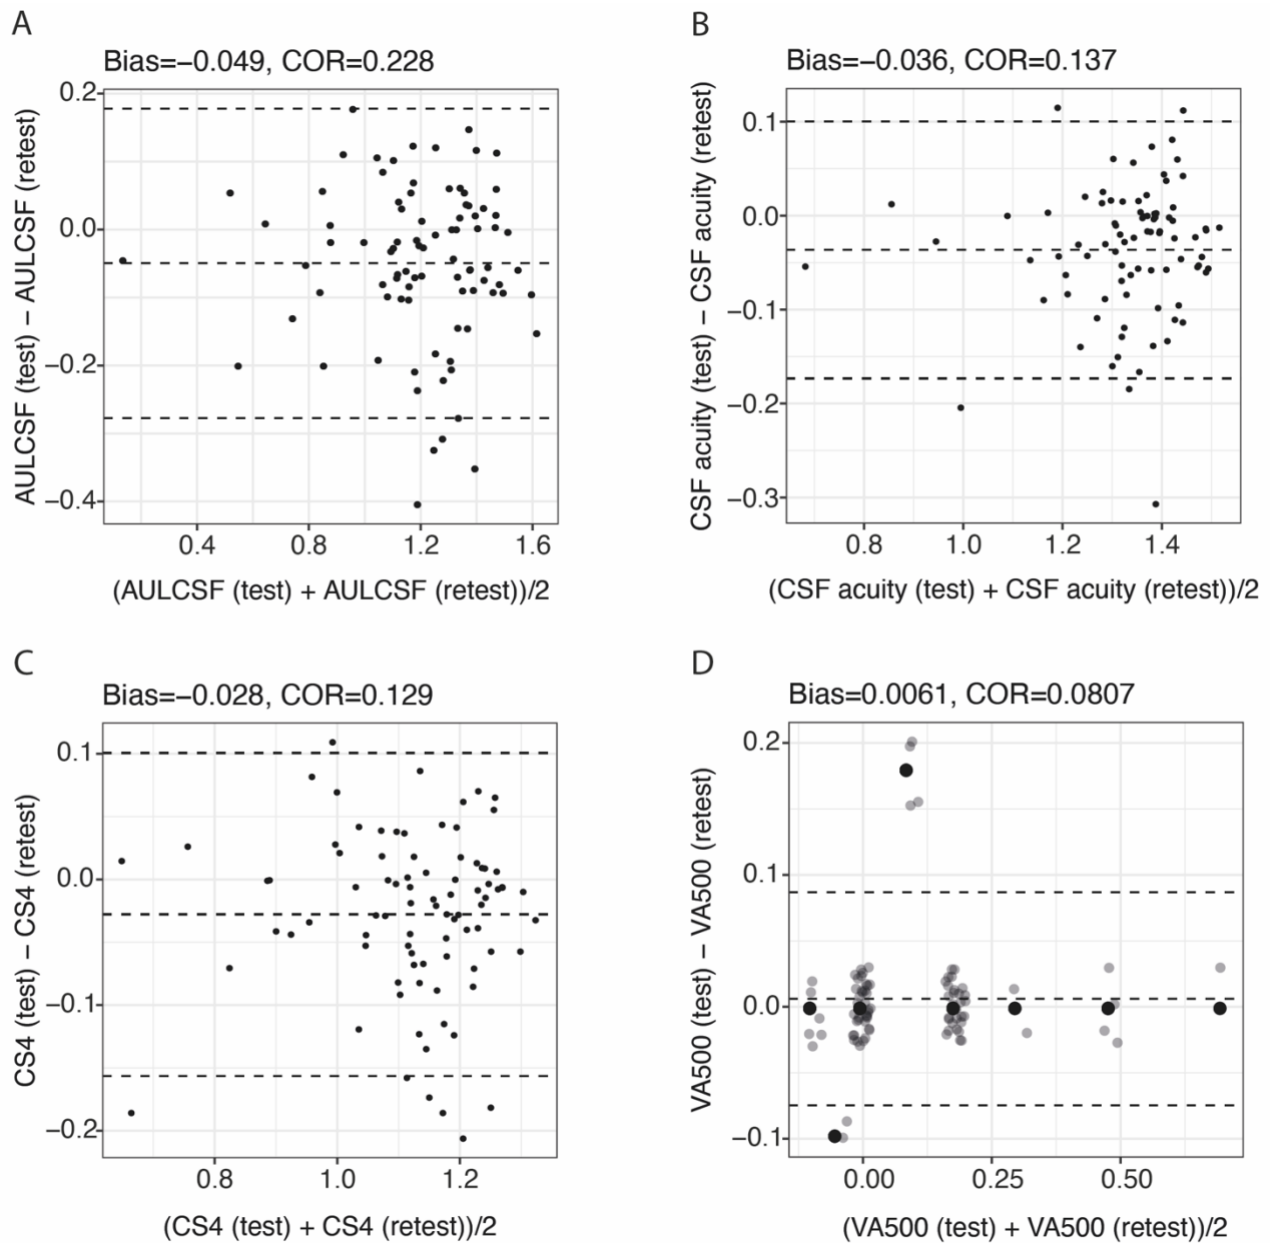 A
Bias=−0.049, COR=0.228
AULCSF (test) − AULCSF (retest)
0.2
0.0
−0.2
−0.4
0.4 0.8 1.2 1.6
(AULCSF (test) + AULCSF (retest))/2
B
Bias=−0.036, COR=0.137
CSF acuity (test) − CSF acuity (retest)
0.1
0.0
−0.1
−0.2
−0.3
0.8 1.0 1.2 1.4
(CSF acuity (test) + CSF acuity (retest))/2
C
Bias=−0.028, COR=0.129
CS4 (test) − CS4 (retest)
0.1
0.0
−0.1
−0.2
0.8 1.0 1.2
(CS4 (test) + CS4 (retest))/2
D
Bias=0.0061, COR=0.0807
VA500 (test) − VA500 (retest)
0.2
0.1
0.0
−0.1
0.00 0.25 0.50
(VA500 (test) + VA500 (retest))/2